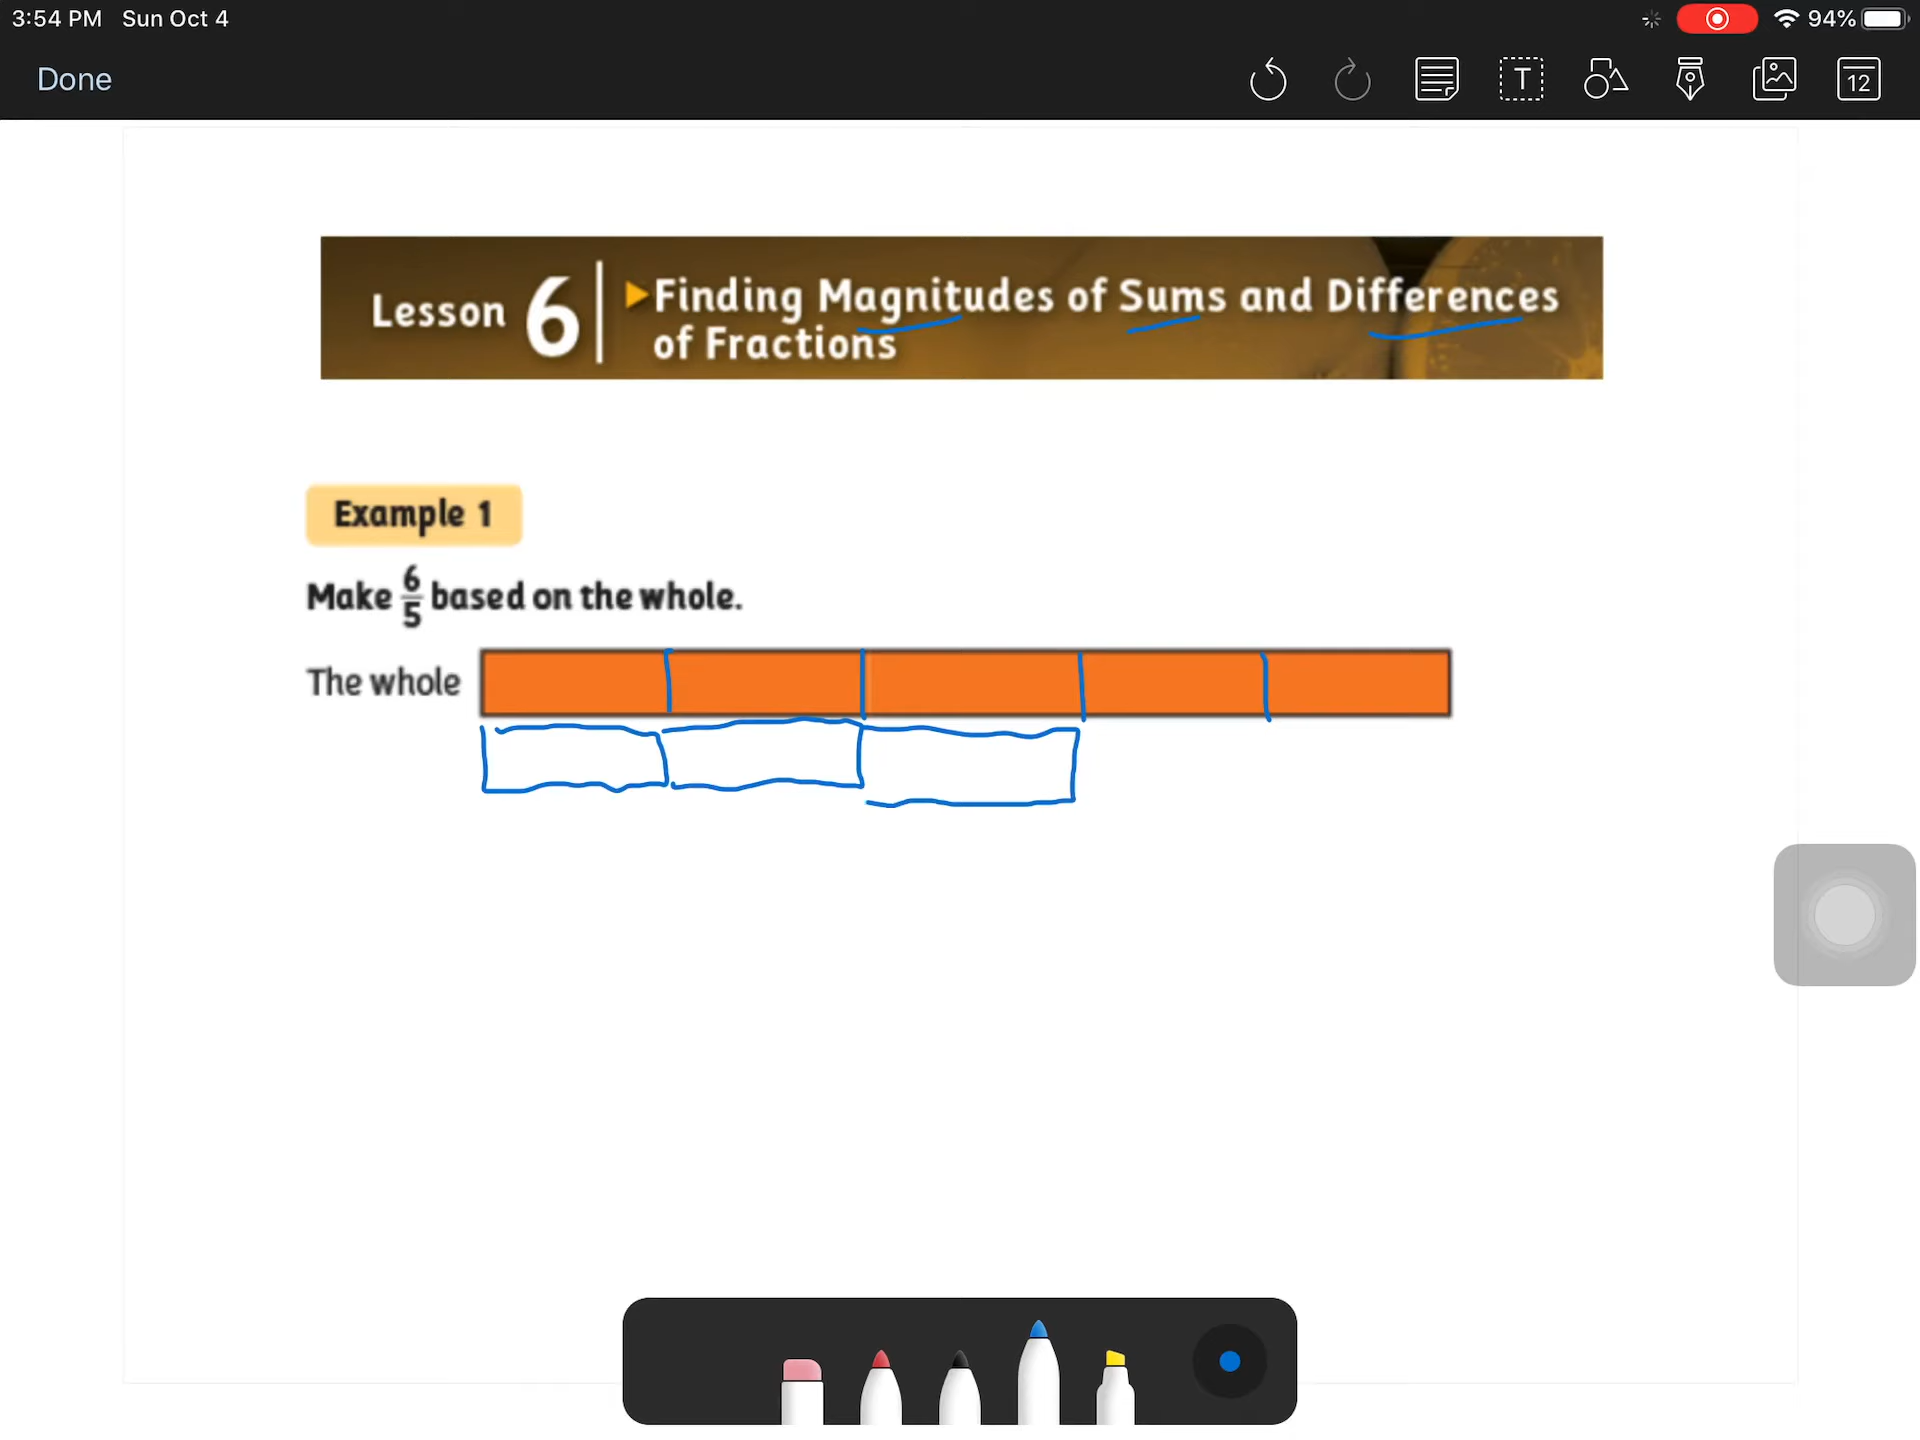 3:54 PM Sun Oct 4 94%
Done T 12
Lesson 6 Finding Magnitudes of Sums and Differences
of Fractions
Example 1
Make 6/5 based on the whole.
The whole